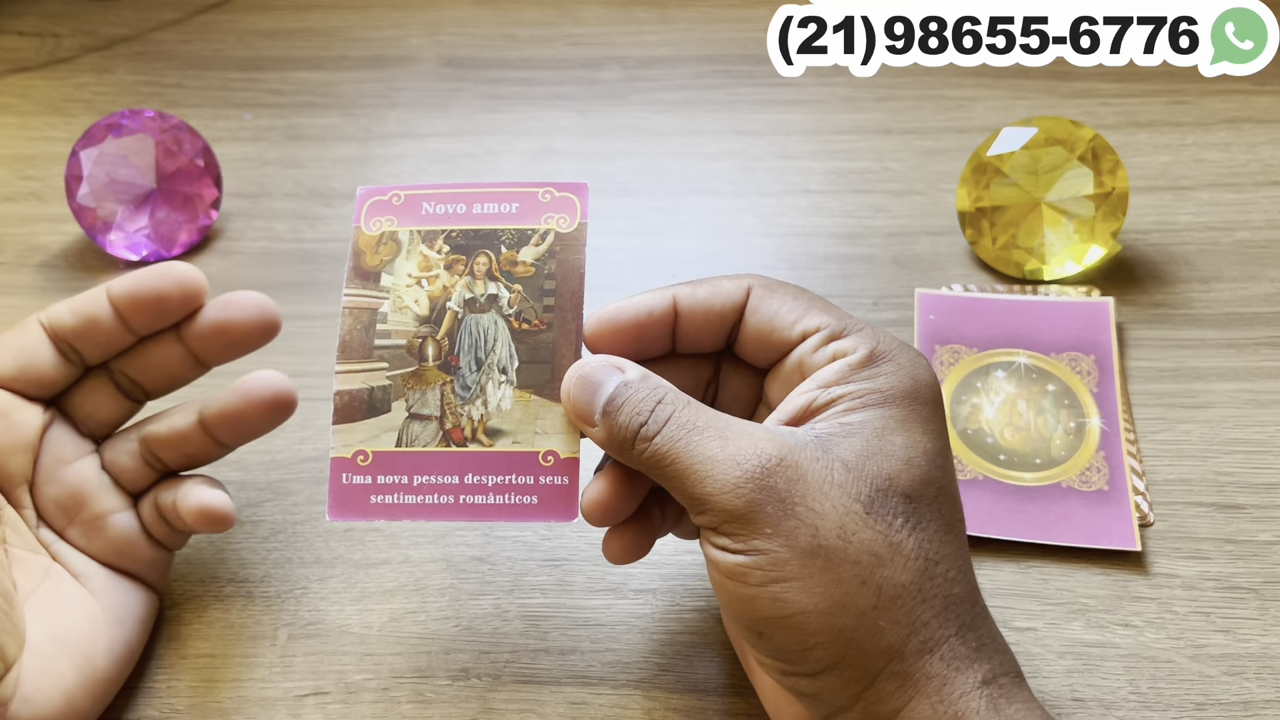 (21)98655-6776
Novo amor
Uma nova pessoa despertou seus
sentimentos românticos